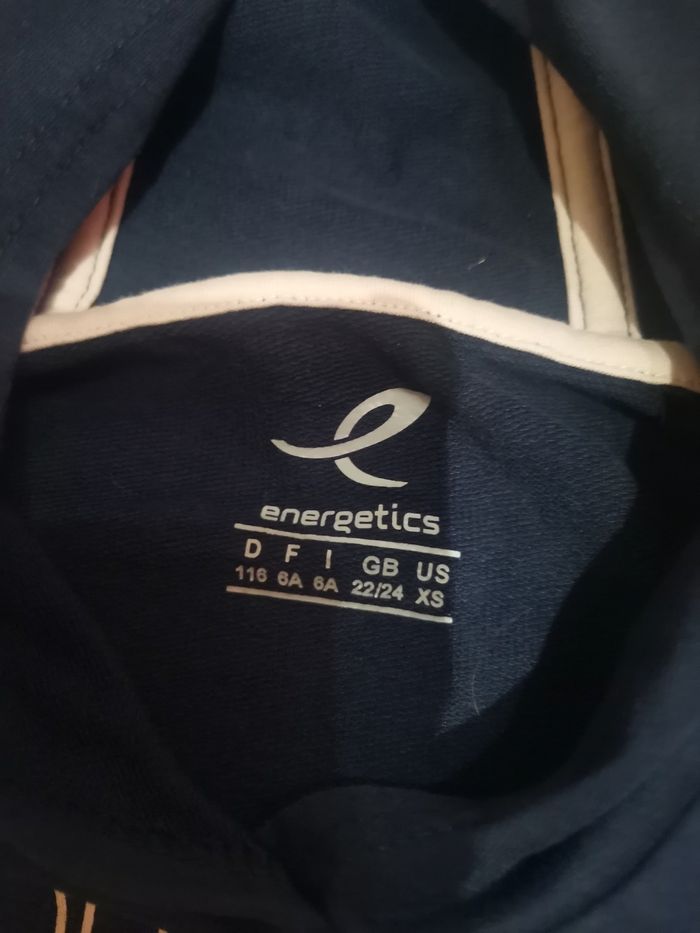 energetics
D F I GB US
116 6A 6A 22/24 XS